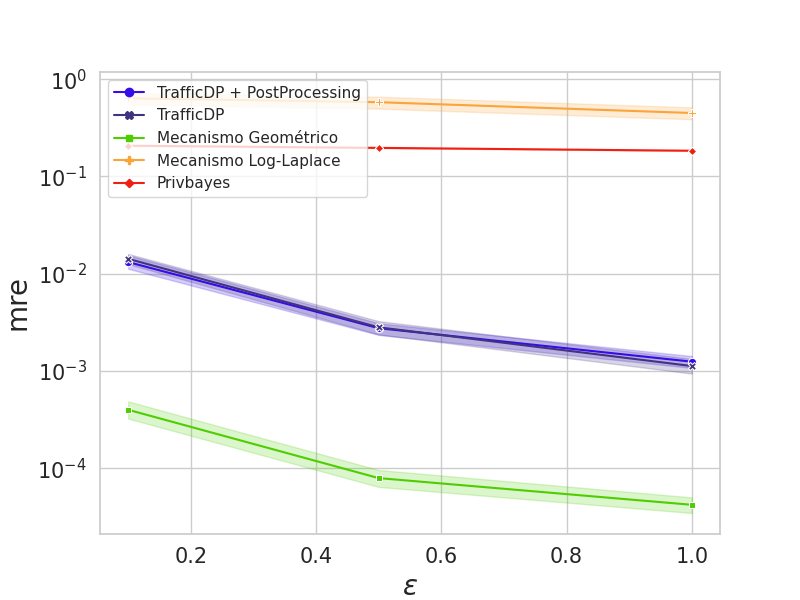 10⁰
10⁻¹
10⁻²
10⁻³
10⁻⁴
mre
TrafficDP + PostProcessing
TrafficDP
Mecanismo Geométrico
Mecanismo Log-Laplace
Privbayes
0.2 0.4 0.6 0.8 1.0
ε